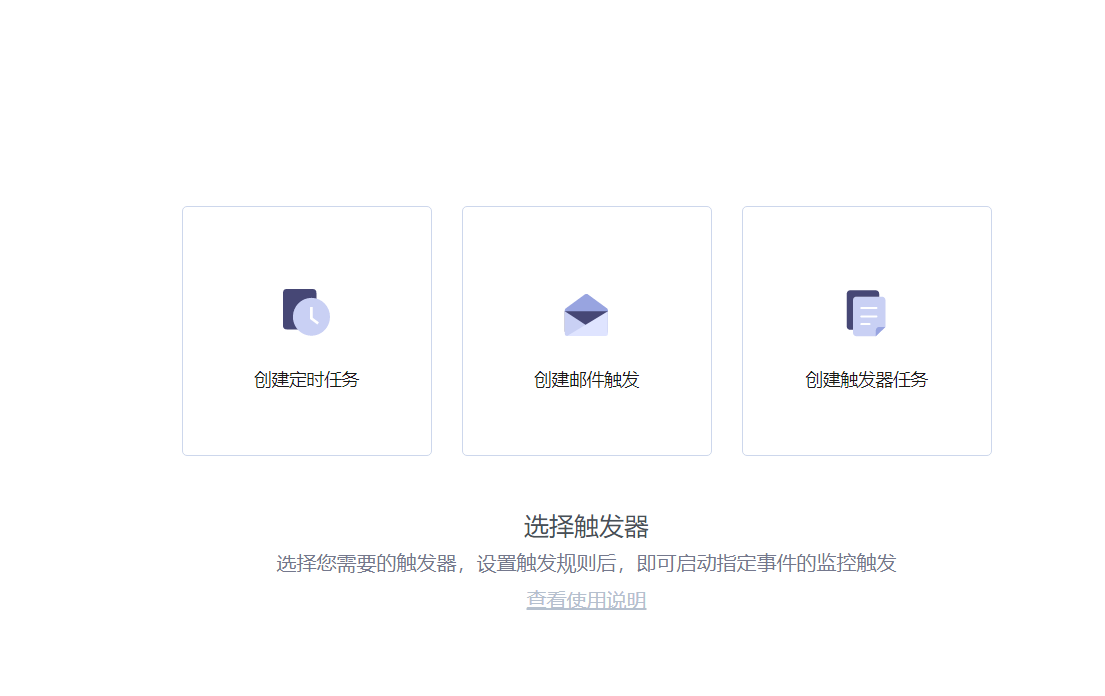 创建定时任务
创建邮件触发
创建触发器任务
选择触发器
选择您需要的触发器，设置触发规则后，即可启动指定事件的监控触发
查看使用说明